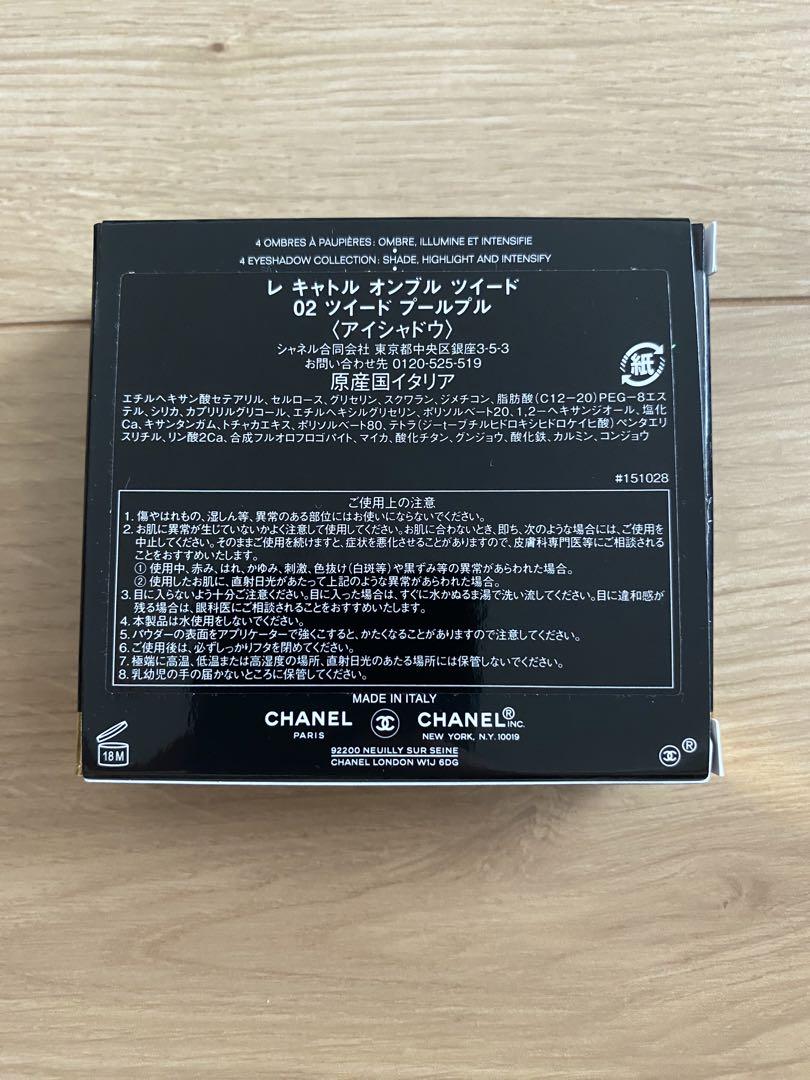 4 OMBRES À PAUPIÈRES: OMBRE, ILLUMINE ET INTENSIFIE
4 EYESHADOW COLLECTION: SHADE, HIGHLIGHT AND INTENSIFY
レ キャトル オンブル ツイード
02 ツイード プールプル
〈アイシャドウ〉
シャネル合同会社 東京都中央区銀座3-5-3
お問い合わせ先 0120-525-519
原産国イタリア
紙
エチルヘキサン酸セテアリル、セルロース、グリセリン、スクワラン、ジメチコン、脂肪酸(C12-20)PEG-8エス
テル、シリカ、カプリリルグリコール、エチルヘキシルグリセリン、ポリソルベート20、1,2-ヘキサンジオール、塩化
Ca、キサンタンガム、トチャカエキス、ポリソルベート80、テトラ(ジ-t-ブチルヒドロキシヒドロケイヒ酸)ペンタエリ
スリチル、リン酸2Ca、合成フルオロフロゴパイト、マイカ、酸化チタン、グンジョウ、酸化鉄、カルミン、コンジョウ
#151028
ご使用上の注意
1. 傷やはれもの、湿しん等、異常のある部位にはお使いにならないでください。
2. お肌に異常が生じていないかよく注意して使用してください。お肌に合わないとき、即ち、次のような場合には、ご使用を
中止してください。そのままご使用を続けますと、症状を悪化させることがありますので、皮膚科専門医等にご相談される
ことをおすすめいたします。
① 使用中、赤み、はれ、かゆみ、刺激、色抜け(白斑等)や黒ずみ等の異常があらわれた場合。
② 使用したお肌に、直射日光があたって上記のような異常があらわれた場合。
3. 目に入らないよう十分ご注意ください。目に入った場合は、すぐに水かぬるま湯で洗い流してください。目に違和感が
残る場合は、眼科医にご相談されることをおすすめいたします。
4. 本製品は水使用をしないでください。
5. パウダーの表面をアプリケーターで強くこすると、かたくなることがありますので注意してください。
6. ご使用後は、必ずしっかりフタを閉めてください。
7. 極端に高温、低温または高湿度の場所、直射日光のあたる場所には保管しないでください。
8. 乳幼児の手の届かないところに保管してください。
MADE IN ITALY
CHANEL CHANEL® INC.
PARIS NEW YORK, N.Y. 10019
92200 NEUILLY SUR SEINE
CHANEL LONDON W1J 6DG
18 M
®